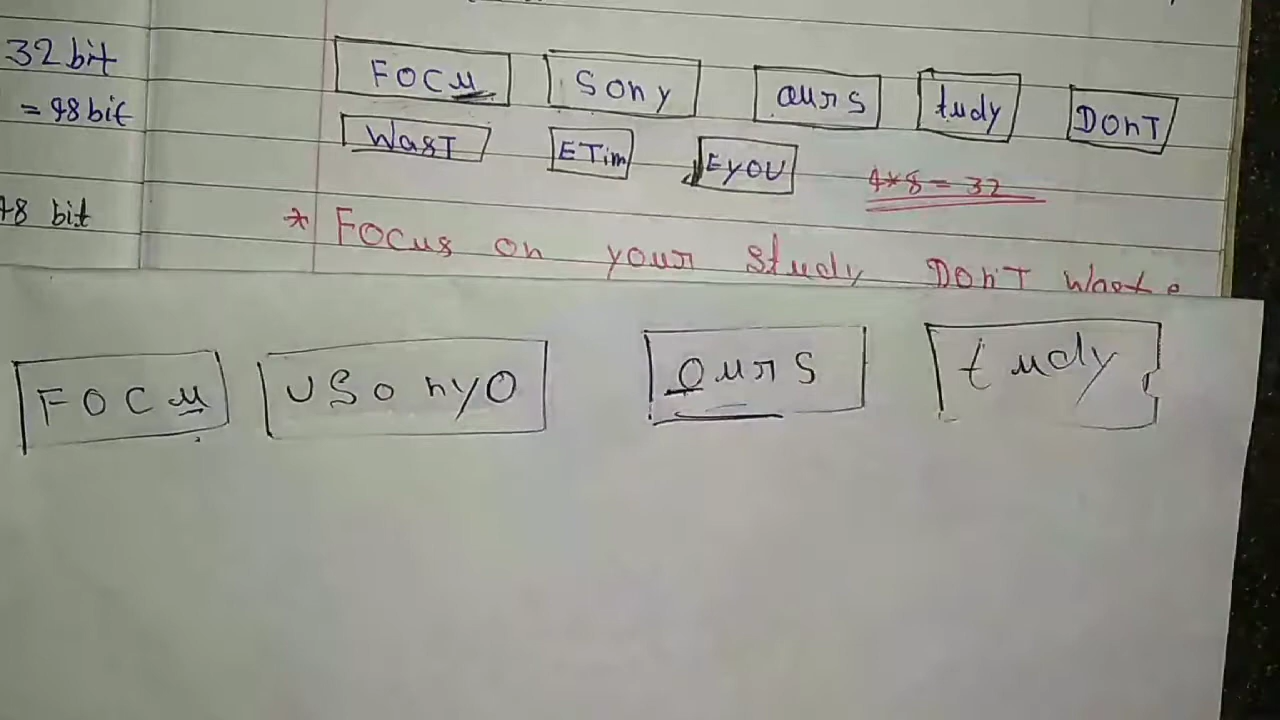 32 bit FOCU Sony OURS tudy DOnT
= 48 bit WasT ETim EyOU 4*8 = 32
48 bit * Focus on your study DOnT
FOCU USOnyO OURS tudy